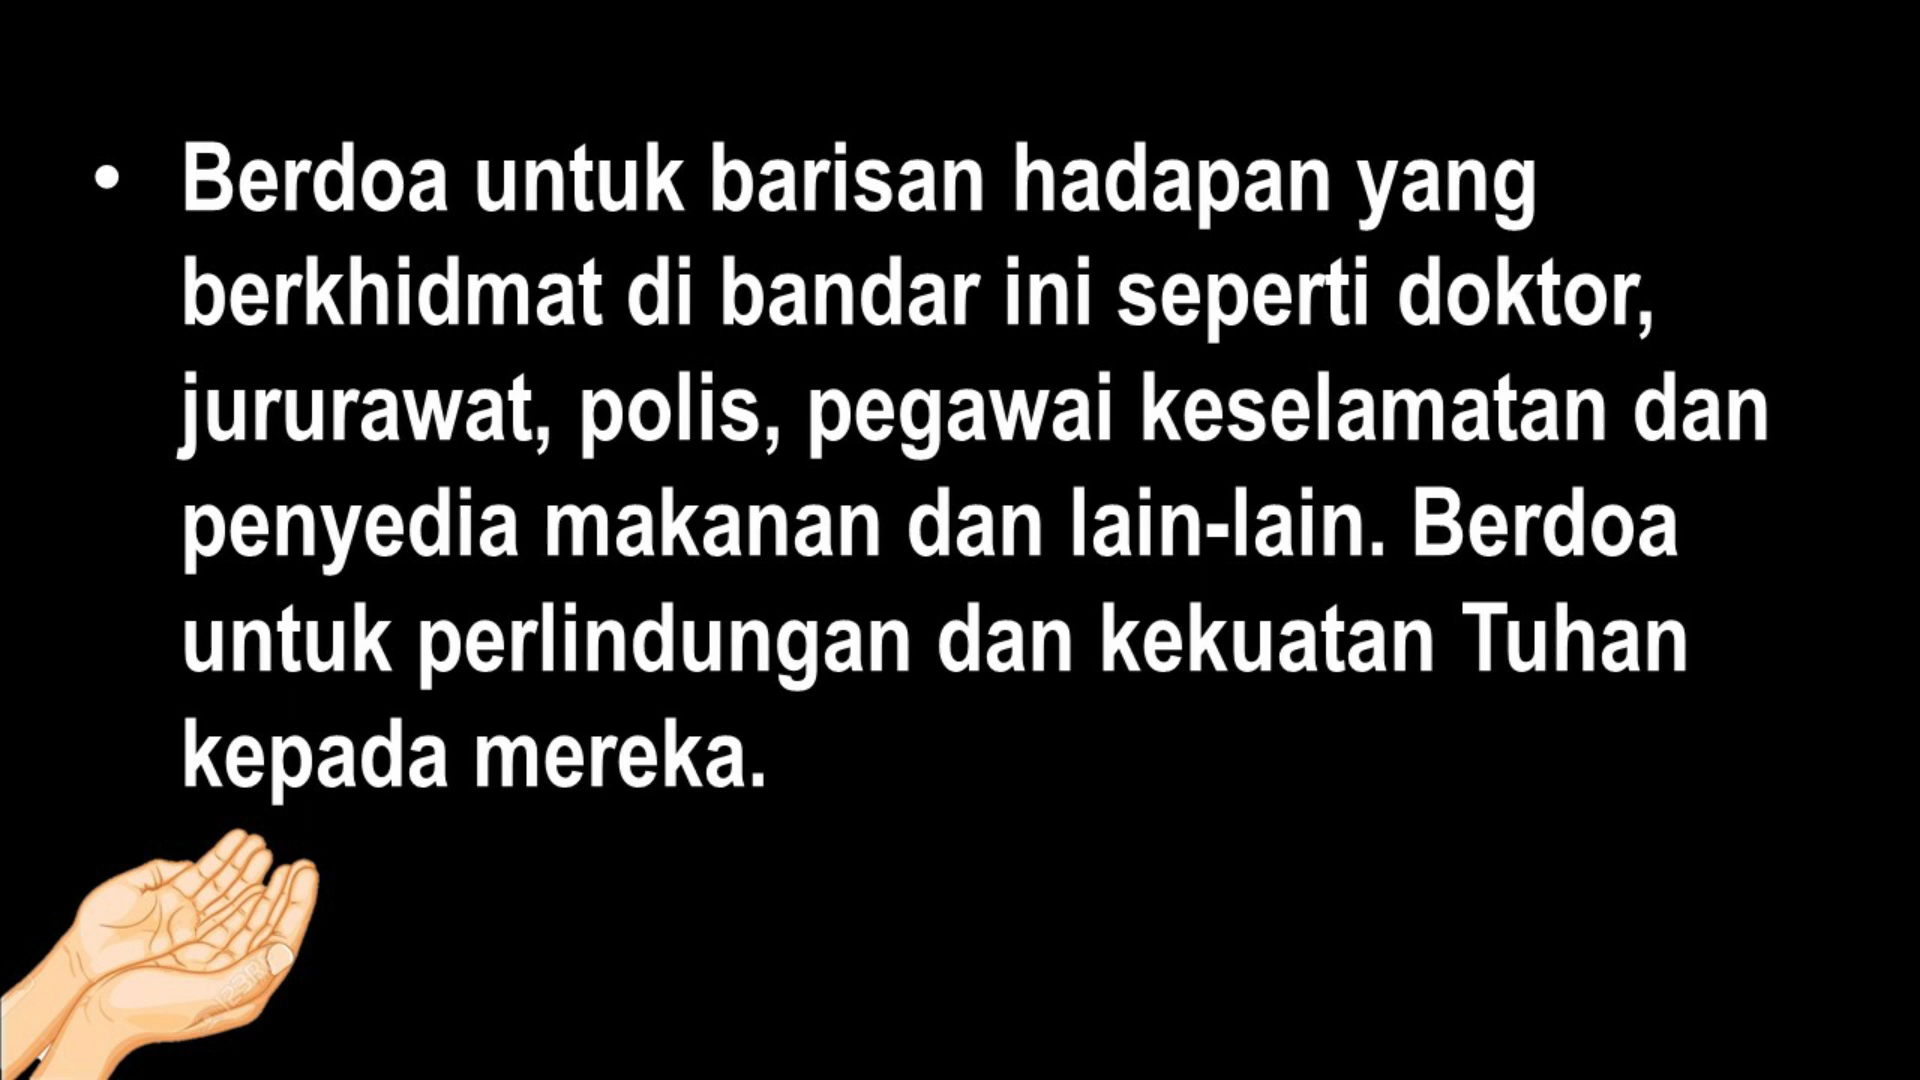 • Berdoa untuk barisan hadapan yang
berkhidmat di bandar ini seperti doktor,
jururawat, polis, pegawai keselamatan dan
penyedia makanan dan lain-lain. Berdoa
untuk perlindungan dan kekuatan Tuhan
kepada mereka.